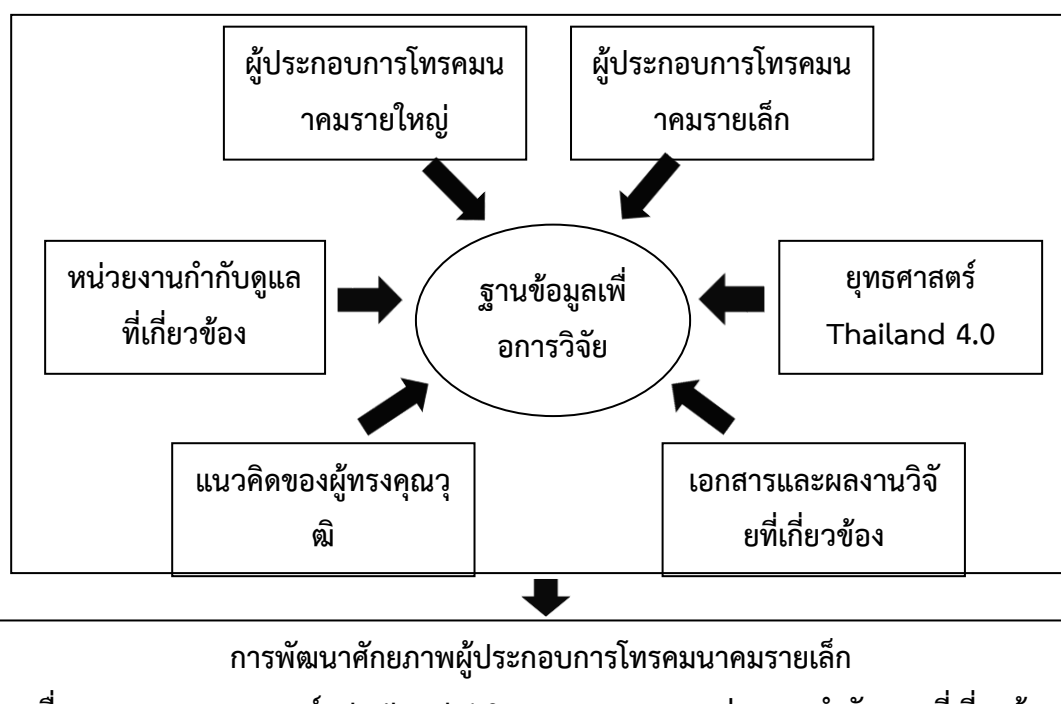 ผู้ประกอบการโทรคมน
าคมรายใหญ่
ผู้ประกอบการโทรคมน
าคมรายเล็ก
หน่วยงานกำกับดูแล
ที่เกี่ยวข้อง
ฐานข้อมูลเพื่
อการวิจัย
ยุทธศาสตร์
Thailand 4.0
แนวคิดของผู้ทรงคุณวุ
ฒิ
เอกสารและผลงานวิจั
ยที่เกี่ยวข้อง
การพัฒนาศักยภาพผู้ประกอบการโทรคมนาคมรายเล็ก